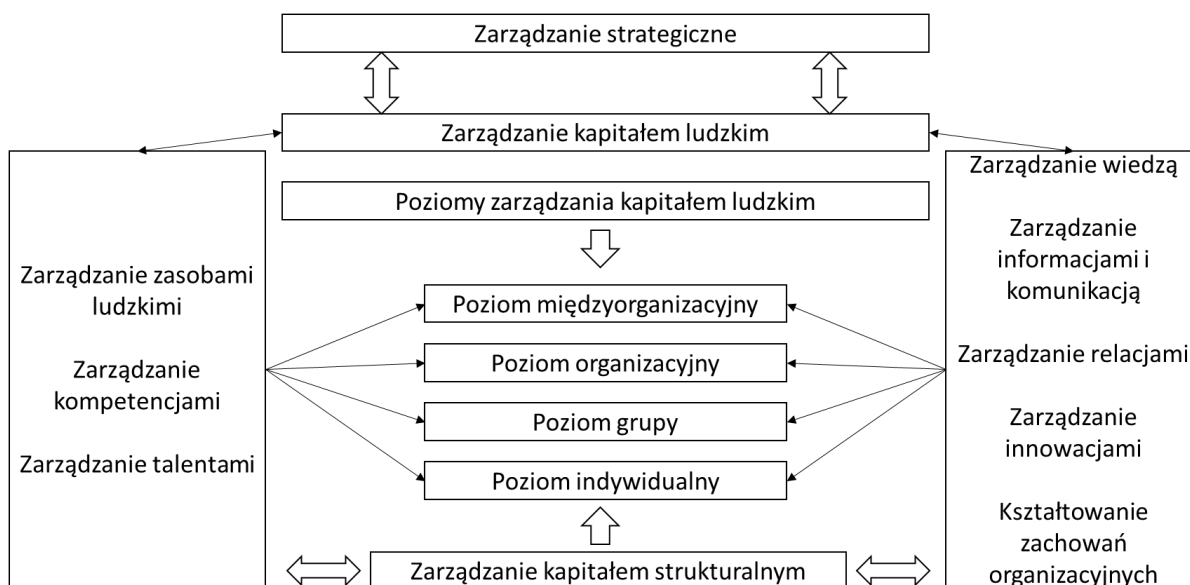 Zarządzanie strategiczne
Zarządzanie kapitałem ludzkim
Poziomy zarządzania kapitałem ludzkim
Zarządzanie zasobami
ludzkimi
Zarządzanie
kompetencjami
Zarządzanie talentami
Poziom międzyorganizacyjny
Poziom organizacyjny
Poziom grupy
Poziom indywidualny
Zarządzanie kapitałem strukturalnym
Zarządzanie wiedzą
Zarządzanie
informacjami i
komunikacją
Zarządzanie relacjami
Zarządzanie
innowacjami
Kształtowanie
zachowań
organizacyjnych